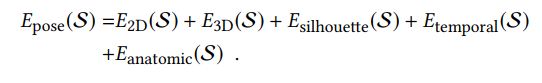 E_pose(𝒮) =E_2D(𝒮) + E_3D(𝒮) + E_silhouette(𝒮) + E_temporal(𝒮)
+E_anatomic(𝒮) .